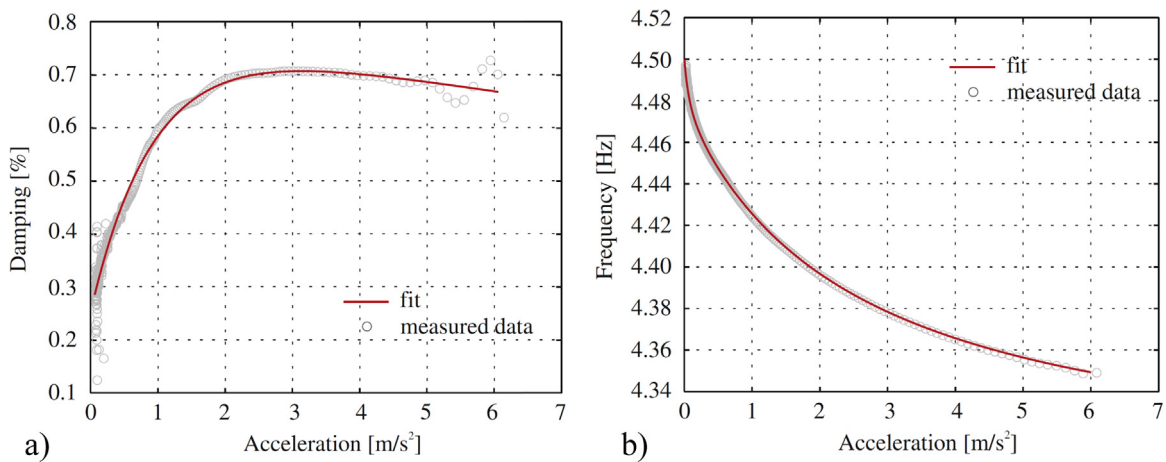 0.8
0.7
0.6
0.5
0.4
0.3
0.2
0.1
Damping [%]
fit
measured data
0 1 2 3 4 5 6 7
Acceleration [m/s²]
a)
4.52
4.50
4.48
4.46
4.44
4.42
4.40
4.38
4.36
4.34
Frequency [Hz]
fit
measured data
0 1 2 3 4 5 6 7
Acceleration [m/s²]
b)